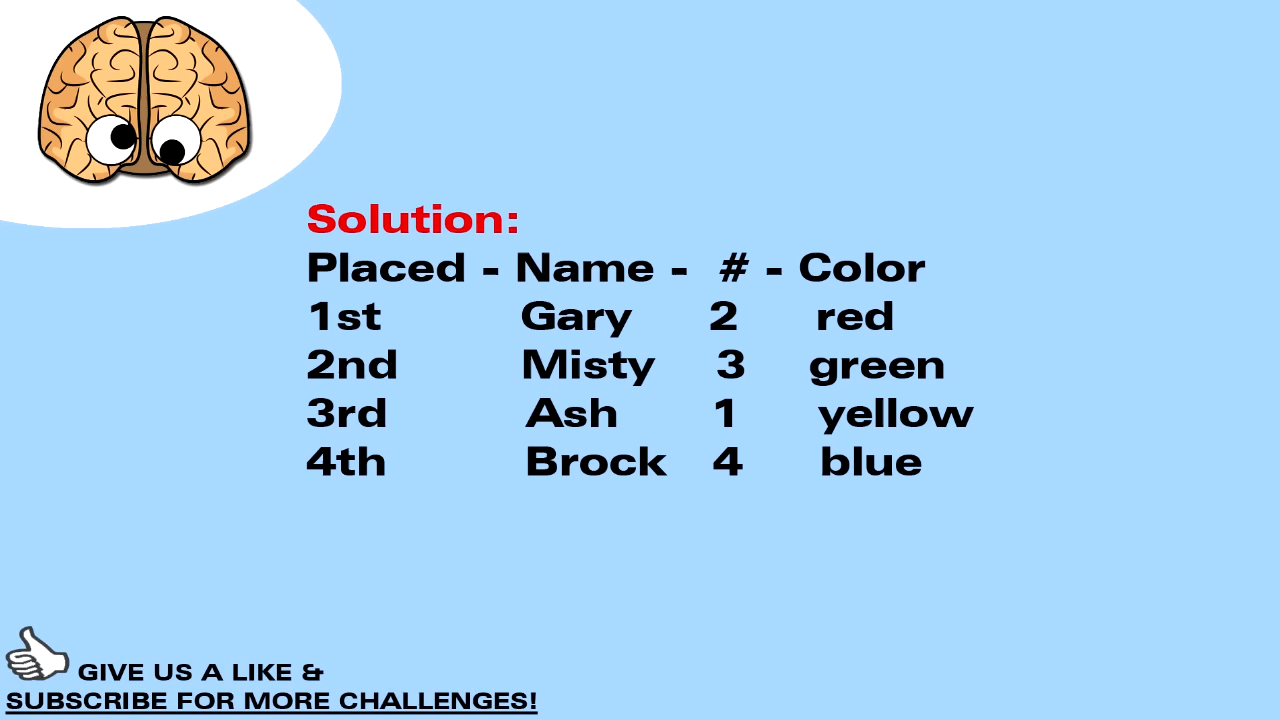 Solution:
Placed - Name - # - Color
1st Gary 2 red
2nd Misty 3 green
3rd Ash 1 yellow
4th Brock 4 blue
GIVE US A LIKE &
SUBSCRIBE FOR MORE CHALLENGES!